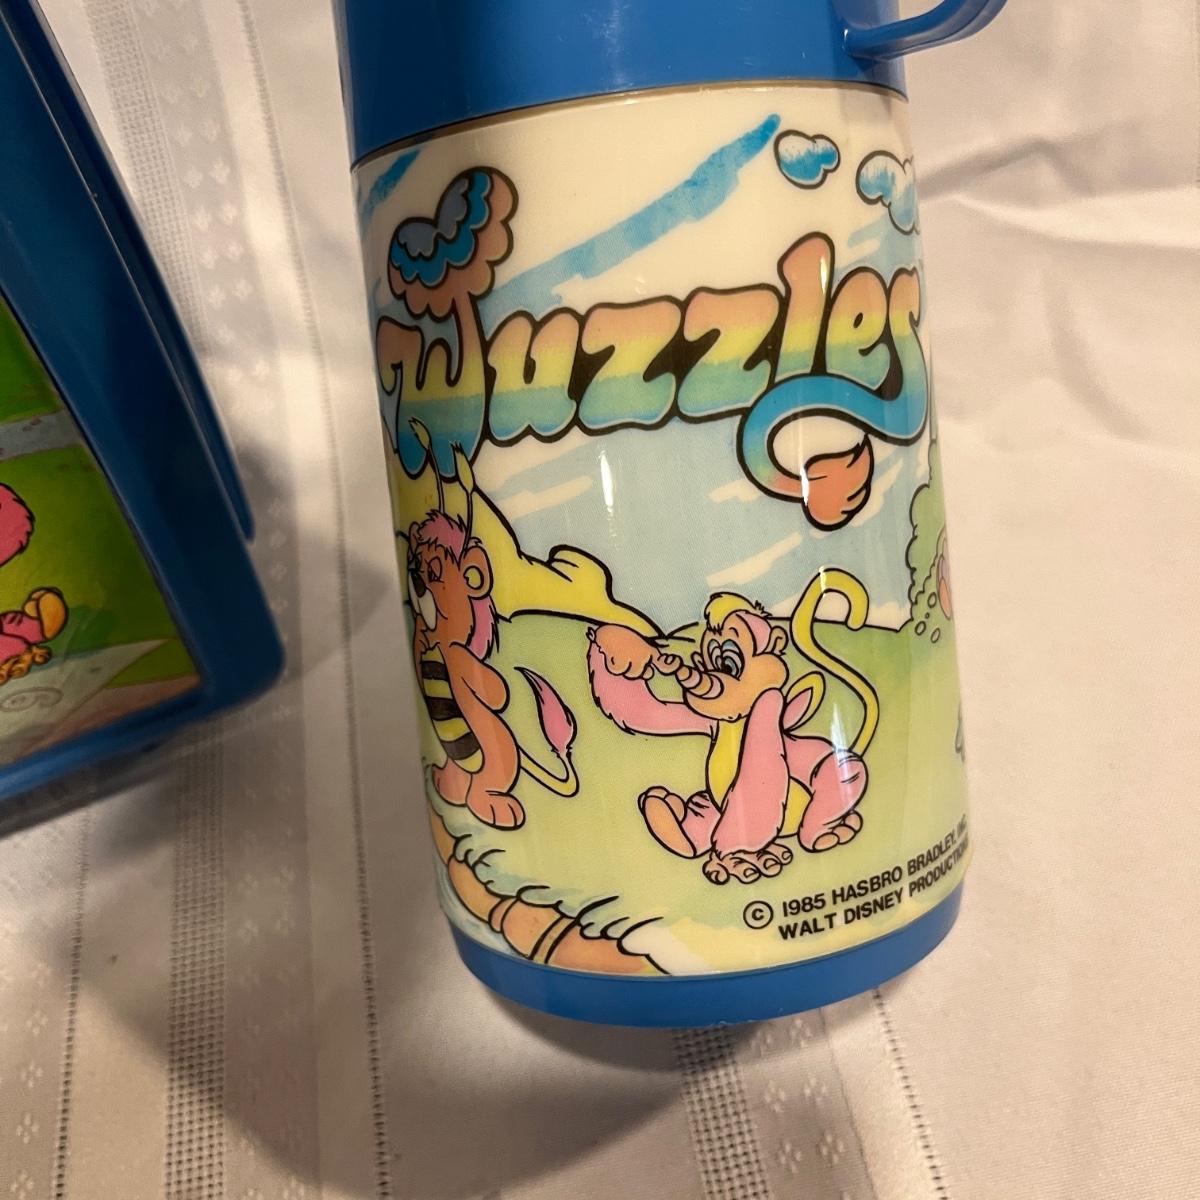 Wuzzles
© 1985 HASBRO BRADLEY, INC.
WALT DISNEY PRODUCTIONS